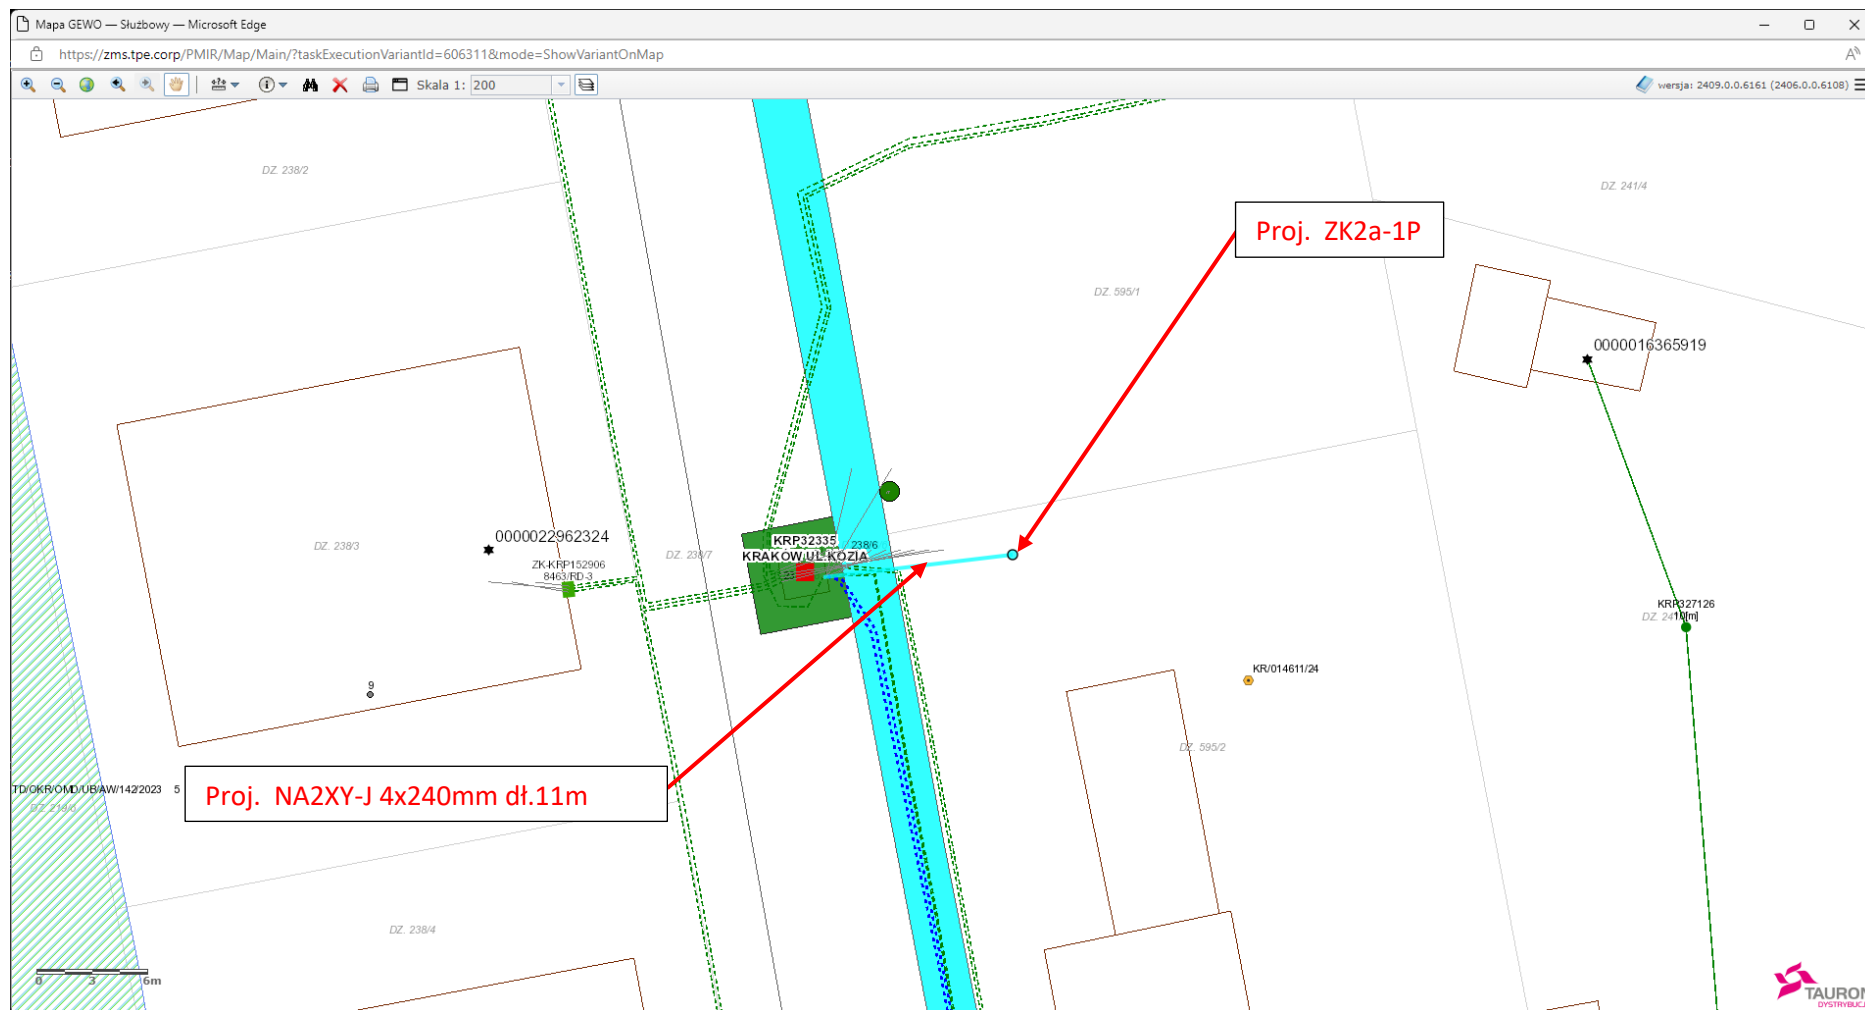 Mapa GEWO — Służbowy — Microsoft Edge
https://zms.tpe.corp/PMIR/Map/Main/?taskExecutionVariantId=606311&mode=ShowVariantOnMap
Skala 1: 200
wersja: 2409.0.0.6161 (2406.0.0.6108)
DZ. 238/2
DZ. 241/4
Proj. ZK2a-1P
DZ. 595/1
0000016365919
0000022962324
DZ. 238/3
ZK-KRP152906
8463/RD-3
DZ. 238/7
KRP32335
238/6
KRAKÓW UL. KOZIA
KRP327126
10[m]
KR/014611/24
9
DZ. 595/2
TD/OKR/OMD/UB/AW/142/2023 5
Proj. NA2XY-J 4x240mm dł.11m
DZ. 238/4
0 3 6m
TAURON
DYSTRYBUCJA